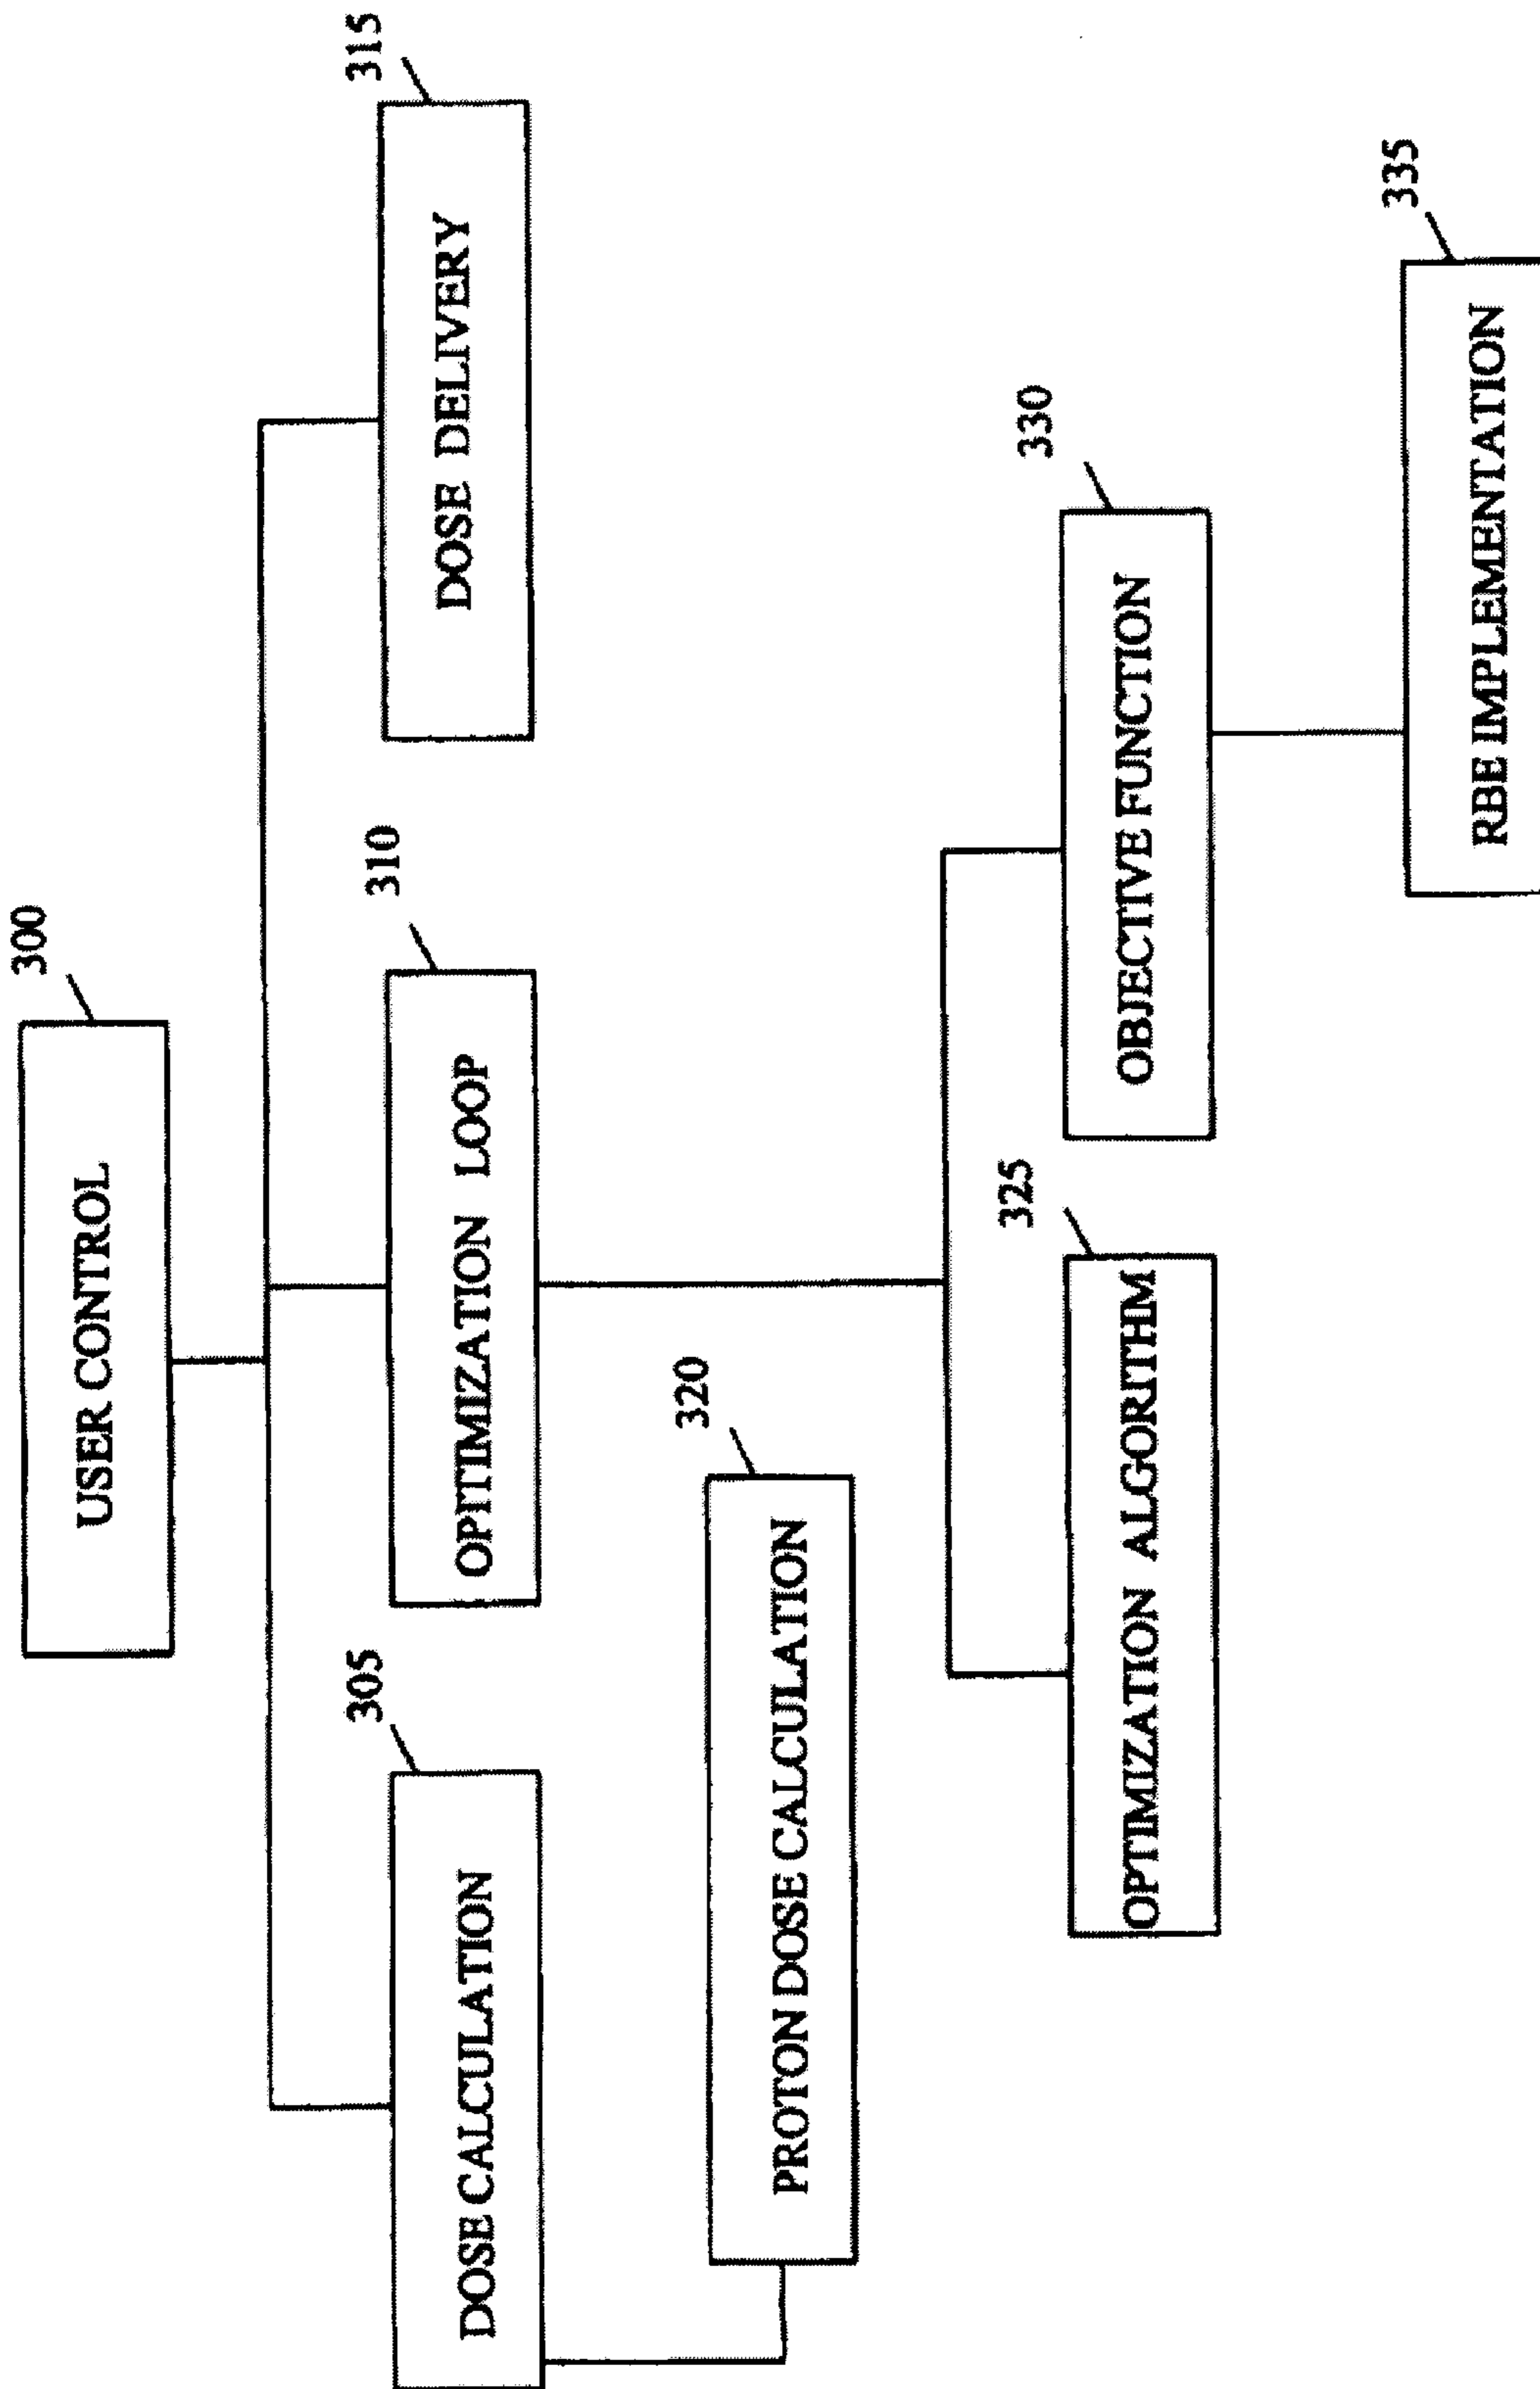 300
USER CONTROL
305
DOSE CALCULATION
310
OPTIMIZATION LOOP
315
DOSE DELIVERY
320
PROTON DOSE CALCULATION
325
OPTIMIZATION ALGORITHM
330
OBJECTIVE FUNCTION
335
RBE IMPLEMENTATION